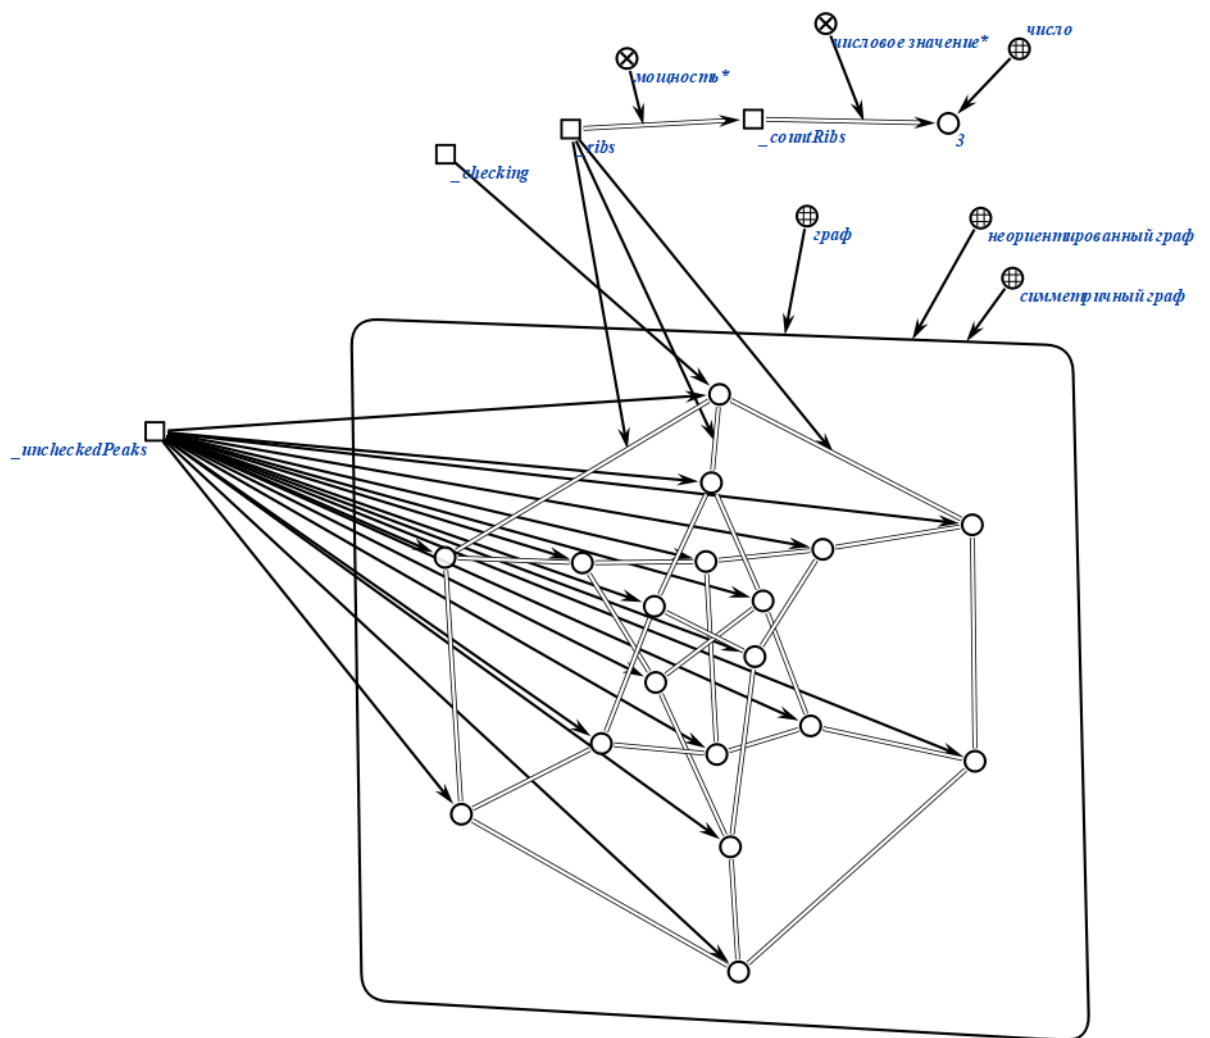 число
числовое значение*
мощность*
_countRibs
3
_ribs
_checking
граф
неориентированный граф
симметричный граф
_uncheckedPeaks